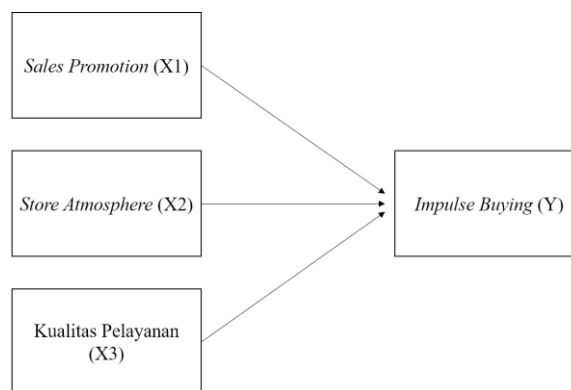 Sales Promotion (X1)
Store Atmosphere (X2)
Impulse Buying (Y)
Kualitas Pelayanan
(X3)